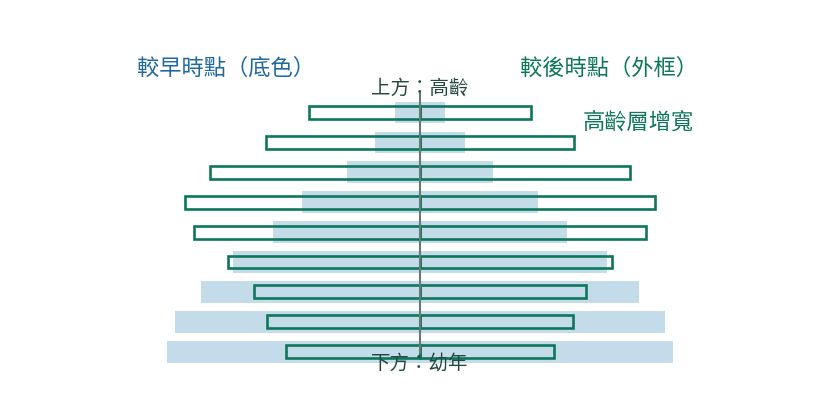 較早時點（底色）
較後時點（外框）
上方：高齡
高齡層增寬
下方：幼年